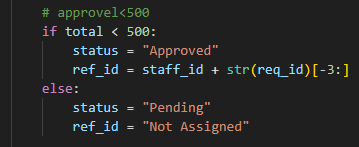 # approvel<500
if total < 500:
status = "Approved"
ref_id = staff_id + str(req_id)[-3:]
else:
status = "Pending"
ref_id = "Not Assigned"